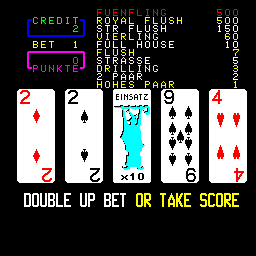 FUENFLING 500
CREDIT 2
ROYAL FLUSH 500
STR FLUSH 150
VIERLING 60
BET 1
FULL HOUSE 10
FLUSH 7
STRASSE 5
0 PUNKTE
DRILLING 3
2 PAAR 2
HOHES PAAR 1
2 2 EINSATZ 9 4
x10
DOUBLE UP BET OR TAKE SCORE